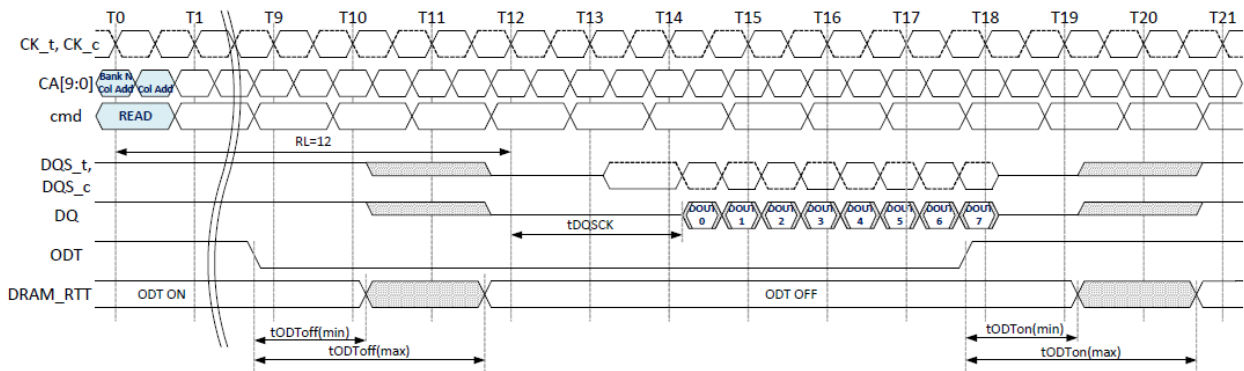 T0 T1 T9 T10 T11 T12 T13 T14 T15 T16 T17 T18 T19 T20 T21
CK_t, CK_c
CA[9:0] Bank N Col Add Col Add
cmd READ
RL=12
DQS_t,
DQS_c
DQ DOUT 0 DOUT 1 DOUT 2 DOUT 3 DOUT 4 DOUT 5 DOUT 6 DOUT 7
tDQSCK
ODT
DRAM_RTT ODT ON ODT OFF
tODToff(min) tODTon(min)
tODToff(max) tODTon(max)